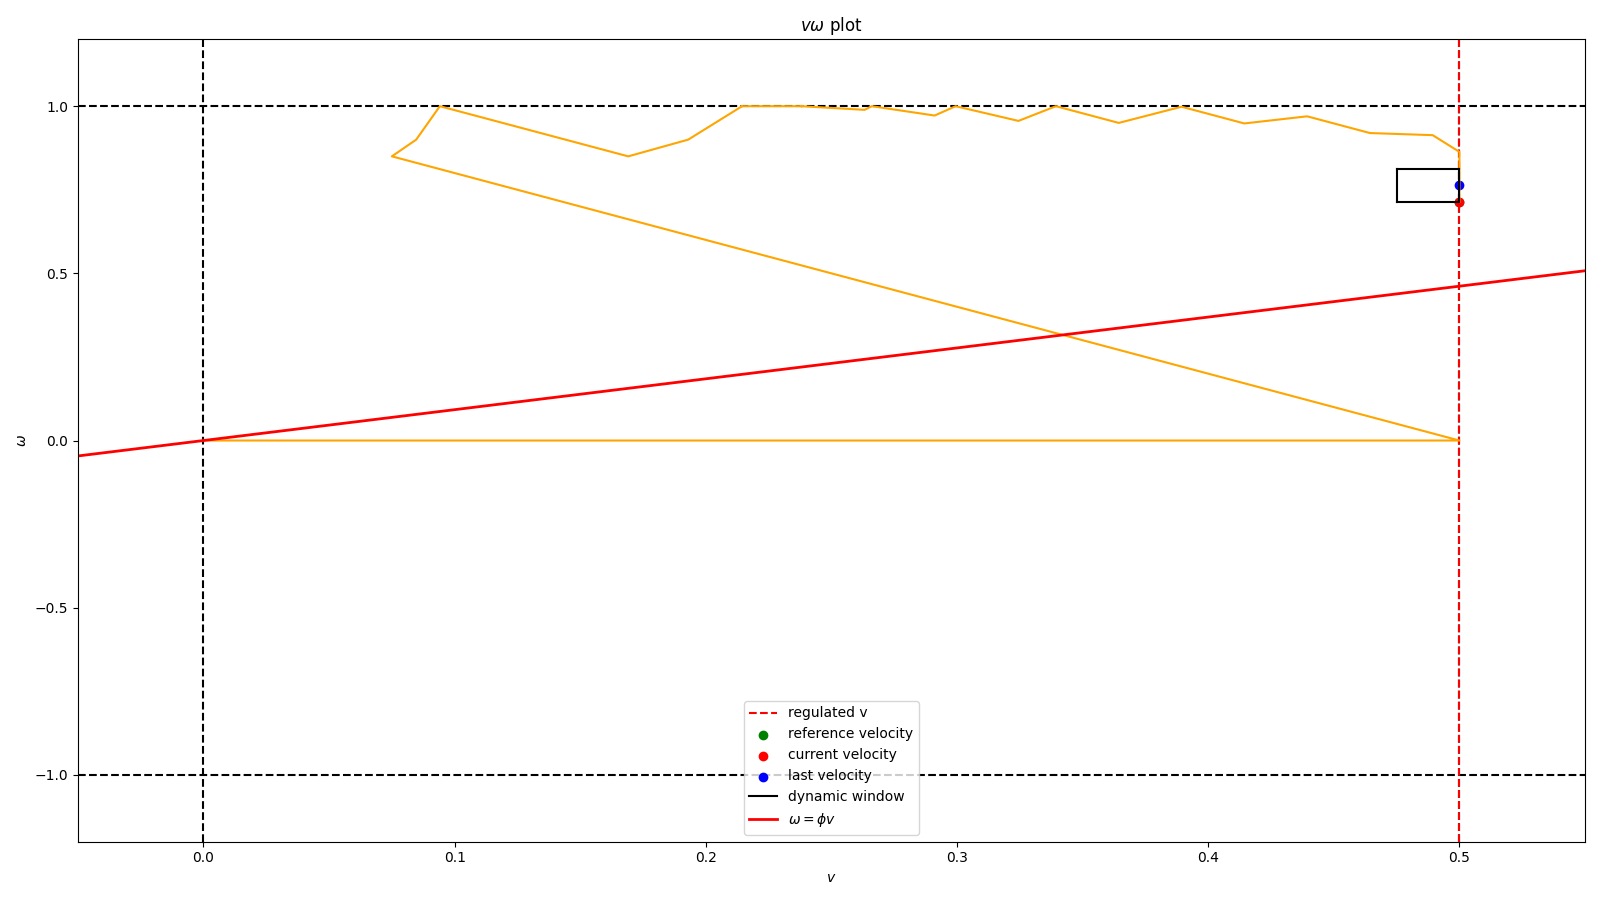 vω plot
1.0
0.5
0.0
−0.5
−1.0
ω
regulated v
reference velocity
current velocity
last velocity
dynamic window
ω = ϕv
0.0 0.1 0.2 0.3 0.4 0.5
v